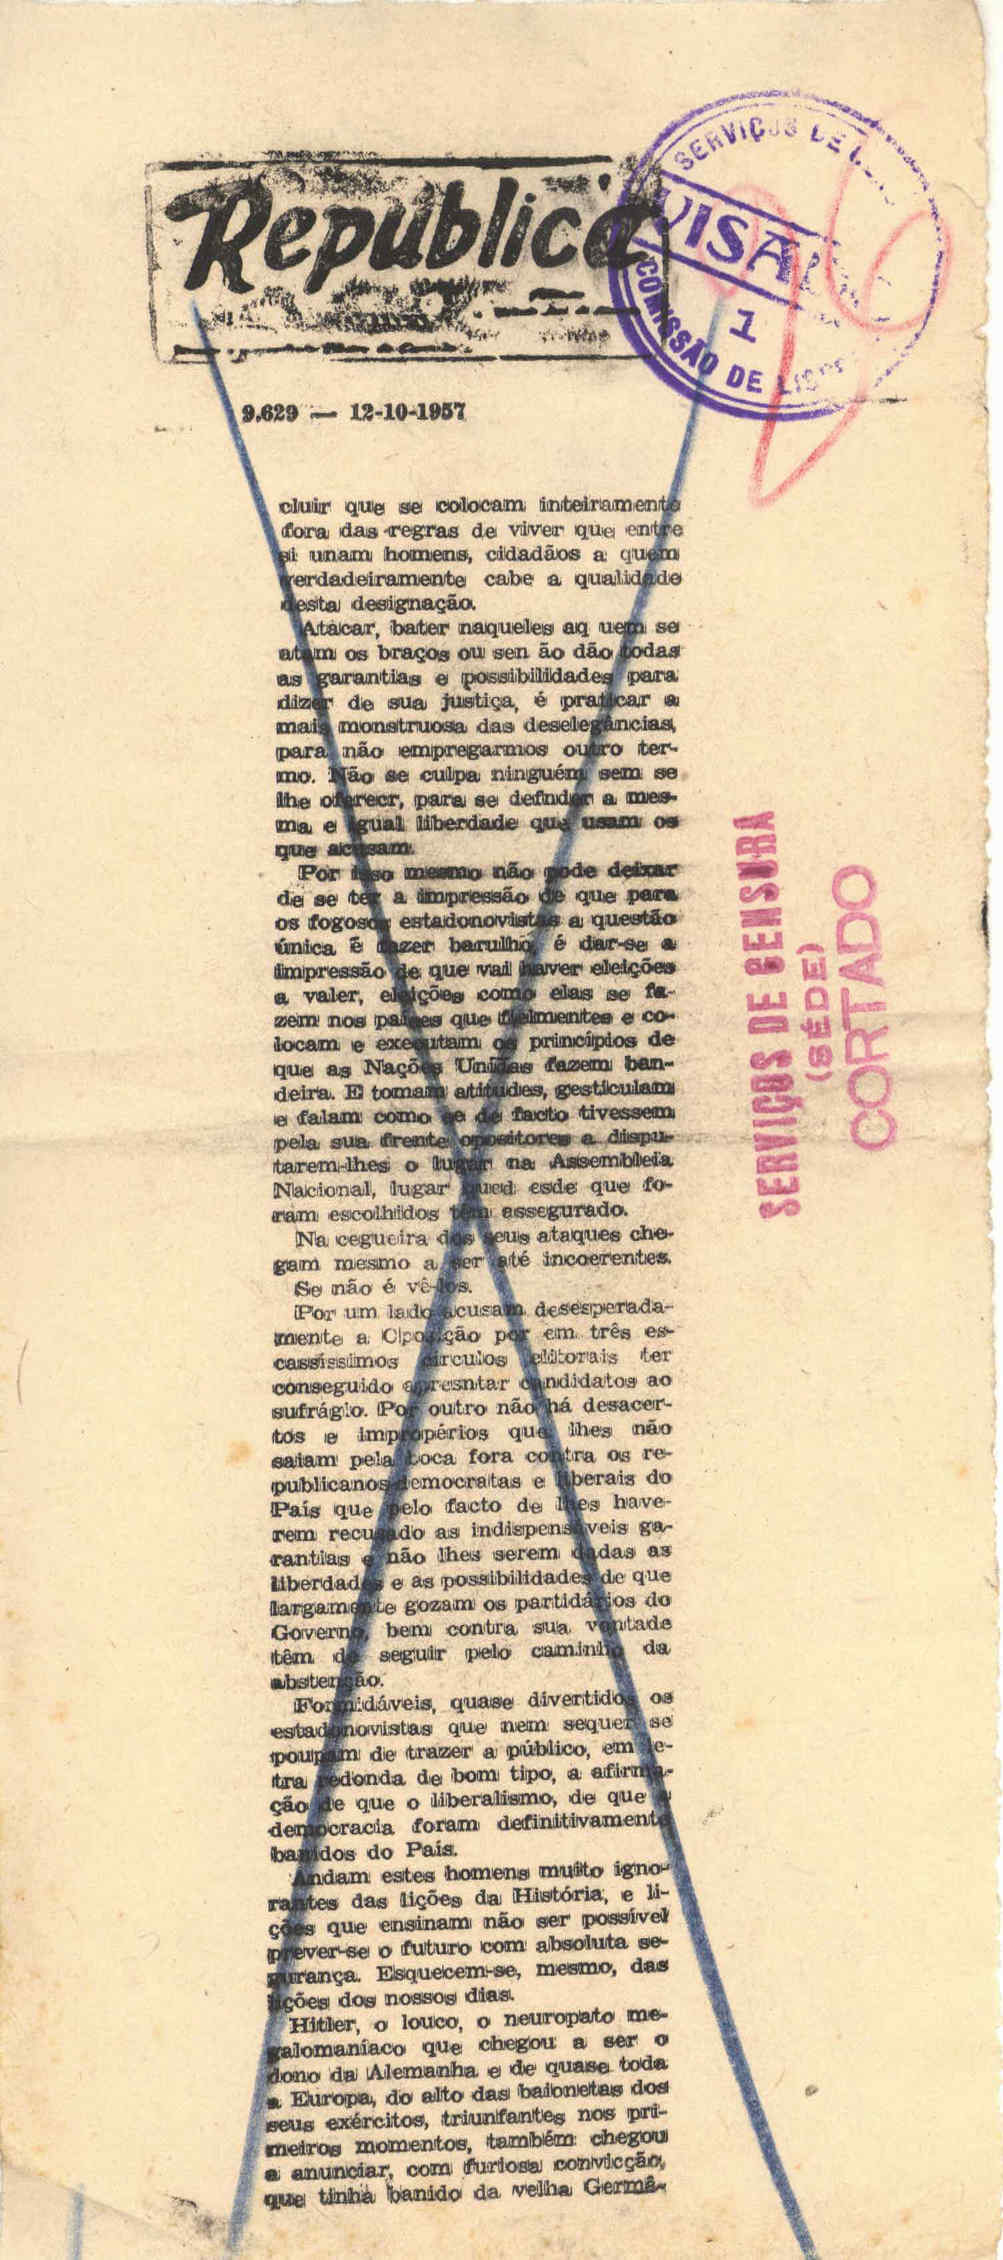 República
SERVIÇOS DE
VISADO
1
COMISSÃO DE LISBOA
9.629 — 12-10-1957
cluir que se colocam inteiramente
fora das regras de viver que entre
si unam homens, cidadãos a quem
verdadeiramente cabe a qualidade
desta designação.
Atacar, bater naqueles aq uem se
atam os braços ou sen ão dão todas
as garantias e possibilidades para
dizer de sua justiça, é praticar a
mais monstruosa das deselegâncias,
para não empregarmos outro ter-
mo. Não se culpa ninguém sem se
lhe oferecr, para se defnder a mes-
ma e igual liberdade que usam os
que acusam.
Por isso mesmo não pode deixar
de se ter a impressão de que para
os fogosos estadonovistas a questão
única é fazer barulho, é dar-se a
impressão de que vai haver eleições
a valer, eleições como elas se fa-
zem nos países que fielmentes e co-
locam e executam os princípios de
que as Nações Unidas fazem ban-
deira. E tomam atitudes, gesticulam
e falam como se de facto tivessem
pela sua frente opositores a dispu-
tarem-lhes o lugar na Assembleia
Nacional, lugar qued esde que fo-
ram escolhidos têm assegurado.
Na cegueira dos seus ataques che-
gam mesmo a ser até incoerentes.
Se não é vê-los.
Por um lado acusam desesperada-
mente a Oposição por em três es-
cassíssimos círculos elitorais ter
conseguido apresntar candidatos ao
sufrágio. Por outro não há desacer-
tos e impropérios que lhes não
saiam pela boca fora contra os re-
publicanos democratas e liberais do
País que pelo facto de lhes have-
rem recusado as indispensáveis ga-
rantias e não lhes serem dadas as
liberdades e as possibilidades de que
largamente gozam os partidários do
Governo, bem contra sua vontade
têm de seguir pelo caminho da
abstenção.
Formidáveis, quase divertidos os
estadonovistas que nem sequer se
poupam de trazer a público, em le-
tra redonda de bom tipo, a afirma-
ção de que o liberalismo, de que a
democracia foram definitivamente
banidos do País.
Andam estes homens muito igno-
rantes das lições da História, e li-
ções que ensinam não ser possível
prever-se o futuro com absoluta se-
gurança. Esquecem-se, mesmo, das
lições dos nossos dias.
Hitler, o louco, o neuropato me-
galomaníaco que chegou a ser o
dono da Alemanha e de quase toda
a Europa, do alto das baionetas dos
seus exércitos, triunfantes nos pri-
meiros momentos, também chegou
a anunciar, com furiosa convicção,
que tinha banido da velha Germâ-
SERVIÇOS DE CENSURA
(SÉDE)
CORTADO